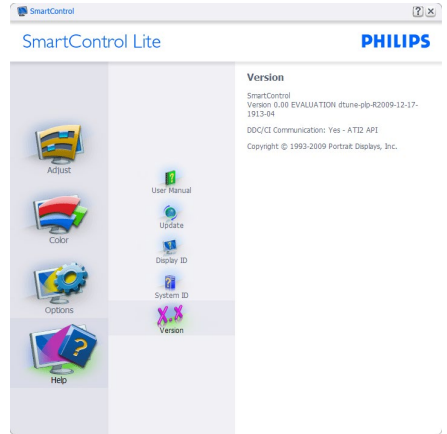 SmartControl
? ×
SmartControl Lite
PHILIPS
Adjust
Color
Options
Help
User Manual
Update
Display ID
System ID
X.X
Version
Version
SmartControl
Version 0.00 EVALUATION dtune-plp-R2009-12-17-
1913-04
DDC/CI Communication: Yes - ATI2 API
Copyright © 1993-2009 Portrait Displays, Inc.